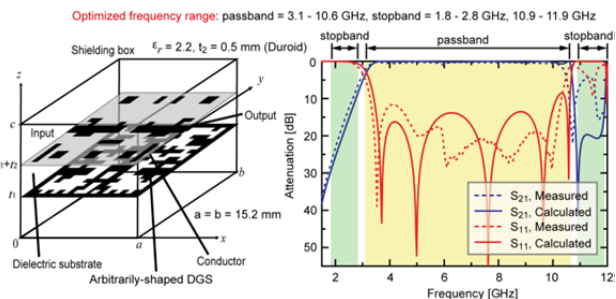 Optimized frequency range: passband = 3.1 - 10.6 GHz, stopband = 1.8 - 2.8 GHz, 10.9 - 11.9 GHz
Shielding box
εr = 2.2, t2 = 0.5 mm (Duroid)
z
y
c
Input
Output
t1
b
a = b = 15.2 mm
0
a
x
Conductor
Dielectric substrate
Arbitrarily-shaped DGS
stopband
passband
stopband
Attenuation [dB]
0
10
20
30
40
50
S21, Measured
S21, Calculated
S11, Measured
S11, Calculated
2
4
6
8
10
12
Frequency [GHz]